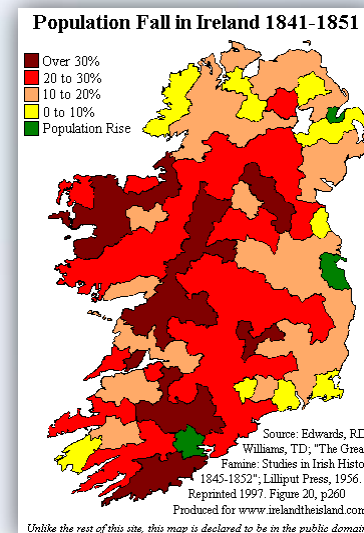 Population Fall in Ireland 1841-1851
Over 30%
20 to 30%
10 to 20%
0 to 10%
Population Rise
Source: Edwards, RD
Williams, TD; "The Grea
Famine: Studies in Irish Histo
1845-1852"; Lilliput Press, 1956.
Reprinted 1997. Figure 20, p260
Produced for www.irelandtheisland.con
Unlike the rest of this site, this map is declared to be in the public domain